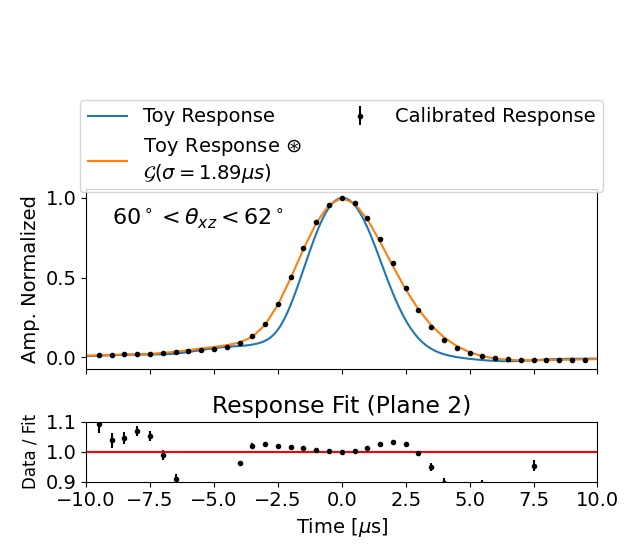 Toy Response
Toy Response ⊛
𝒢(σ = 1.89μs)
Calibrated Response
60° < θxz < 62°
Amp. Normalized
1.0
0.5
0.0
Response Fit (Plane 2)
Data / Fit
1.1
1.0
0.9
−10.0 −7.5 −5.0 −2.5 0.0 2.5 5.0 7.5 10.0
Time [μs]